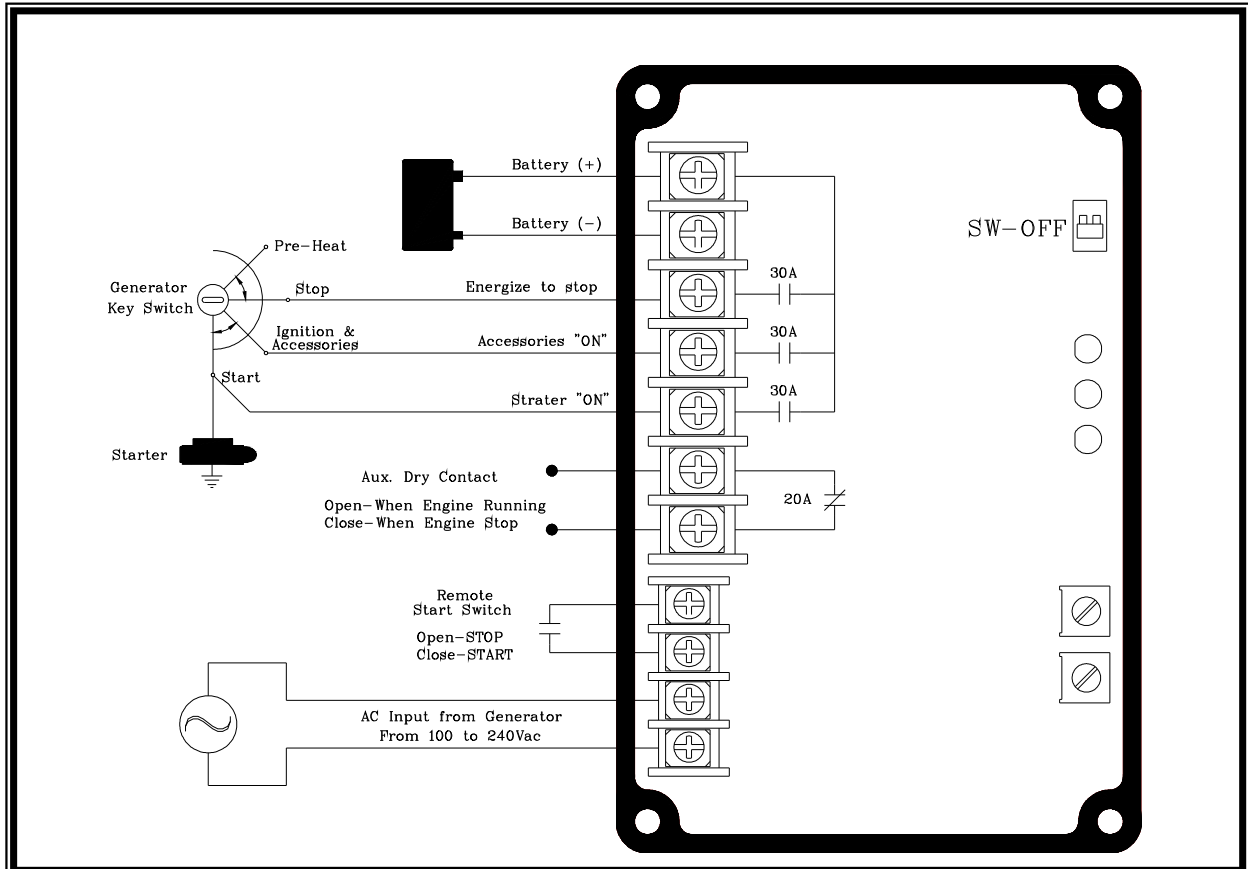 Battery (+)
Battery (-)
SW-OFF
Pre-Heat
Generator
Key Switch
Stop
Energize to stop
30A
Ignition &
Accessories
Accessories "ON"
30A
Start
Strater "ON"
30A
Starter
Aux. Dry Contact
Open-When Engine Running
Close-When Engine Stop
20A
Remote
Start Switch
Open-STOP
Close-START
AC Input from Generator
From 100 to 240Vac